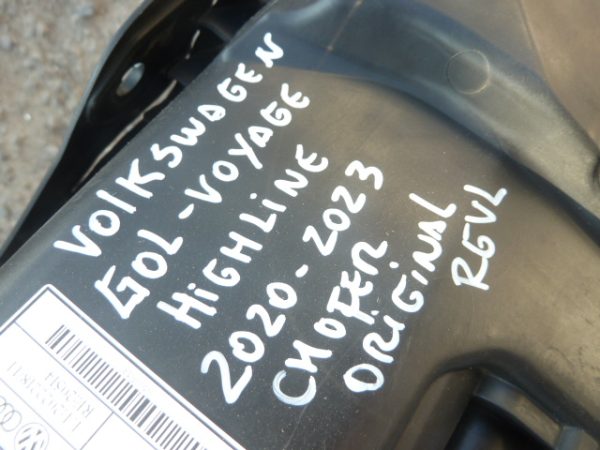 VOLKSWAGEN
GOL-VOYAGE
HIGHLINE
2020-2023
CHOFER
ORIGINAL
RGVL